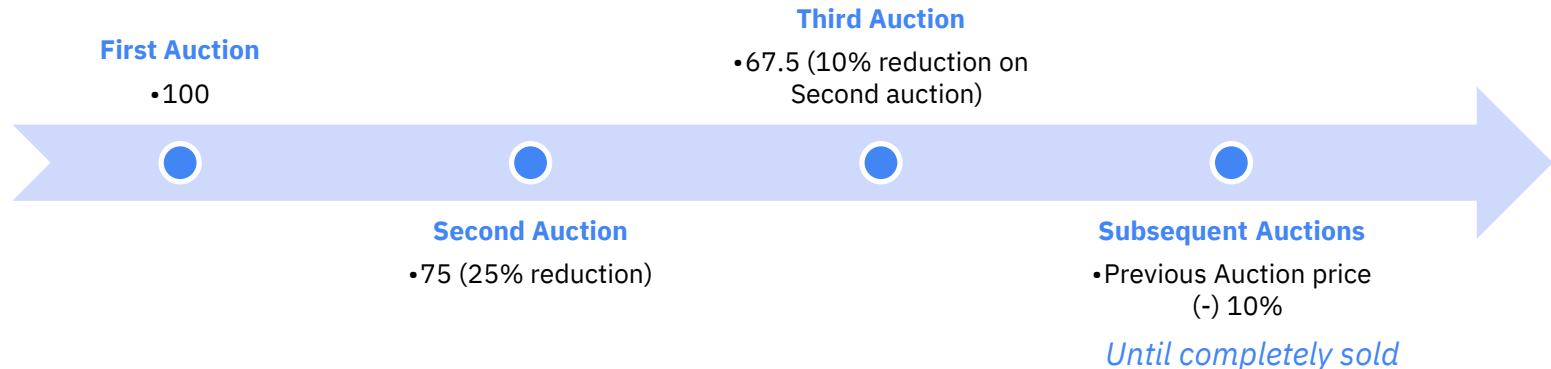 First Auction
•100
Second Auction
•75 (25% reduction)
Third Auction
•67.5 (10% reduction on
Second auction)
Subsequent Auctions
•Previous Auction price
(-) 10%
Until completely sold